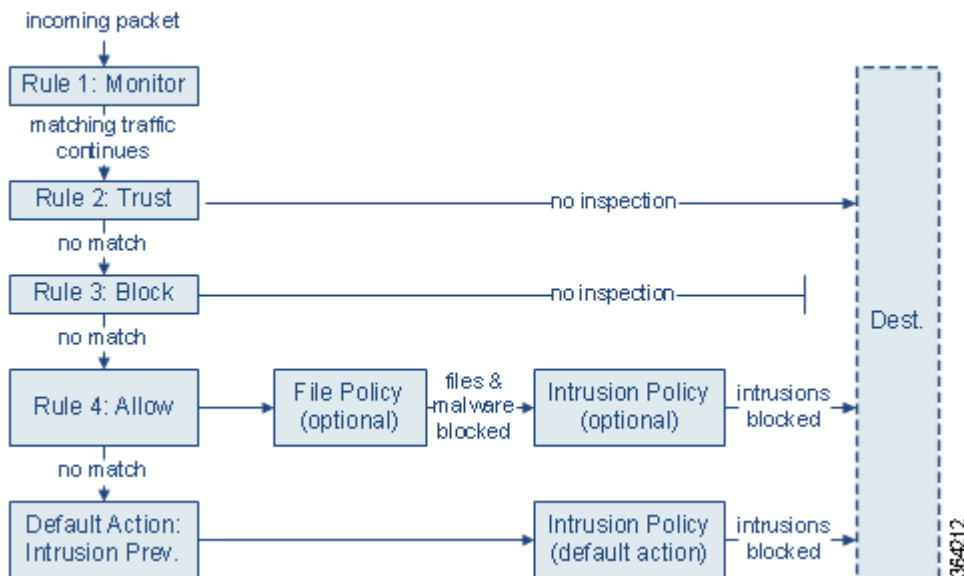 incoming packet
Rule 1: Monitor
matching traffic
continues
Rule 2: Trust
no inspection
no match
Rule 3: Block
no inspection
no match
Dest.
Rule 4: Allow
File Policy
(optional)
files &
malware
blocked
Intrusion Policy
(optional)
intrusions
blocked
no match
Default Action:
Intrusion Prev.
Intrusion Policy
(default action)
intrusions
blocked
364212